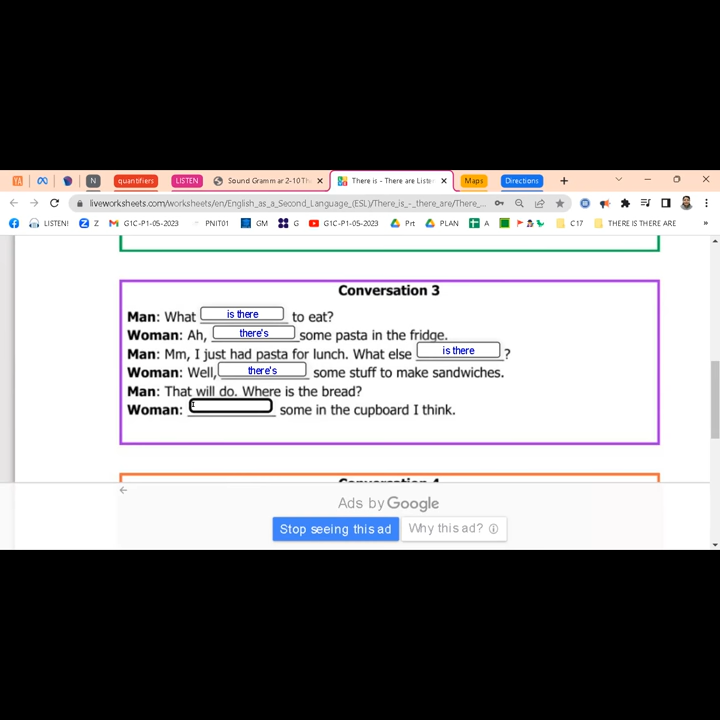 quantifiers
LISTEN
Sound Grammar 2-10 Th
There is - There are Liste
Maps
Directions
liveworksheets.com/worksheets/en/English_as_a_Second_Language_(ESL)/There_is_-_there_are/There_...
LISTEN!
Z
G1C-P1-05-2023
PNIT01
GM
G
G1C-P1-05-2023
Prt
PLAN
A
C17
THERE IS THERE ARE
»
Conversation 3
Man: What is there to eat?
Woman: Ah, there's some pasta in the fridge.
Man: Mm, I just had pasta for lunch. What else is there ?
Woman: Well, there's some stuff to make sandwiches.
Man: That will do. Where is the bread?
Woman: some in the cupboard I think.
Conversation 4
Ads by Google
Stop seeing this ad
Why this ad?